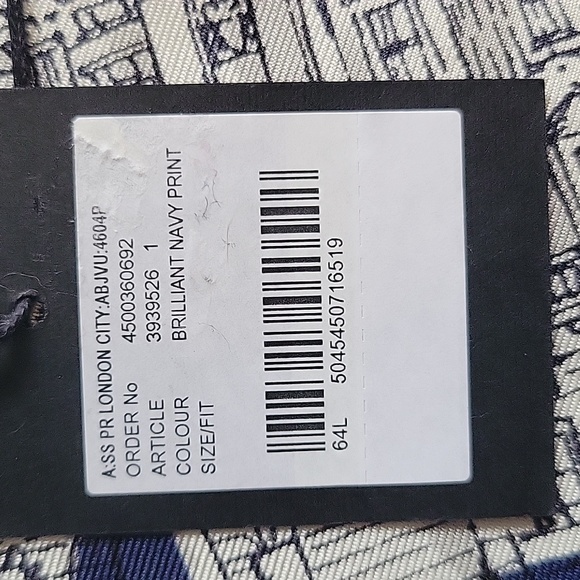 A:SS PR LONDON CITY:ABJVU:4604P
ORDER No 4500360692
ARTICLE 3939526 1
COLOUR BRILLIANT NAVY PRINT
SIZE/FIT
64L 5045450716519